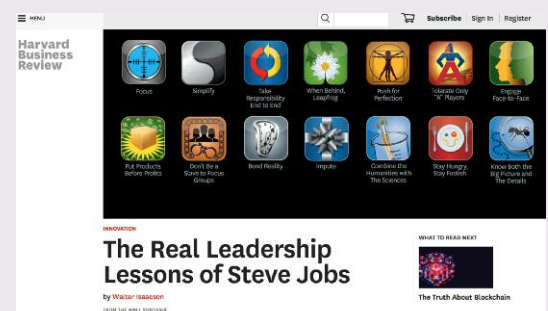 MENU
Subscribe
Sign In
Register
Harvard
Business
Review
Focus
Simplify
Take
Responsibility
End to End
When Behind,
Leapfrog
Push for
Perfection
Tolerate Only
"A" Players
Engage
Face-to-Face
Put Products
Before Profits
Don't Be a
Slave to Focus
Groups
Bend Reality
Impute
Combine the
Humanities with
The Sciences
Stay Hungry,
Stay Foolish
Know Both the
Big Picture and
The Details
INNOVATION
The Real Leadership
Lessons of Steve Jobs
by Walter Isaacson
WHAT TO READ NEXT
The Truth About Blockchain